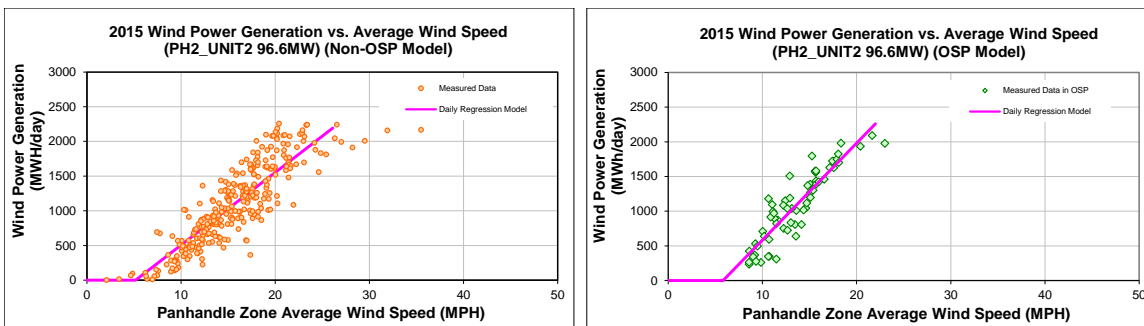 2015 Wind Power Generation vs. Average Wind Speed
(PH2_UNIT2 96.6MW) (Non-OSP Model)
Wind Power Generation
(MWH/day)
3000
2500
2000
1500
1000
500
0
Measured Data
Daily Regression Model
0 10 20 30 40 50
Panhandle Zone Average Wind Speed (MPH)
2015 Wind Power Generation vs. Average Wind Speed
(PH2_UNIT2 96.6MW) (OSP Model)
Wind Power Generation
(MWh/day)
3000
2500
2000
1500
1000
500
0
Measured Data in OSP
Daily Regression Model
0 10 20 30 40 50
Panhandle Zone Average Wind Speed (MPH)